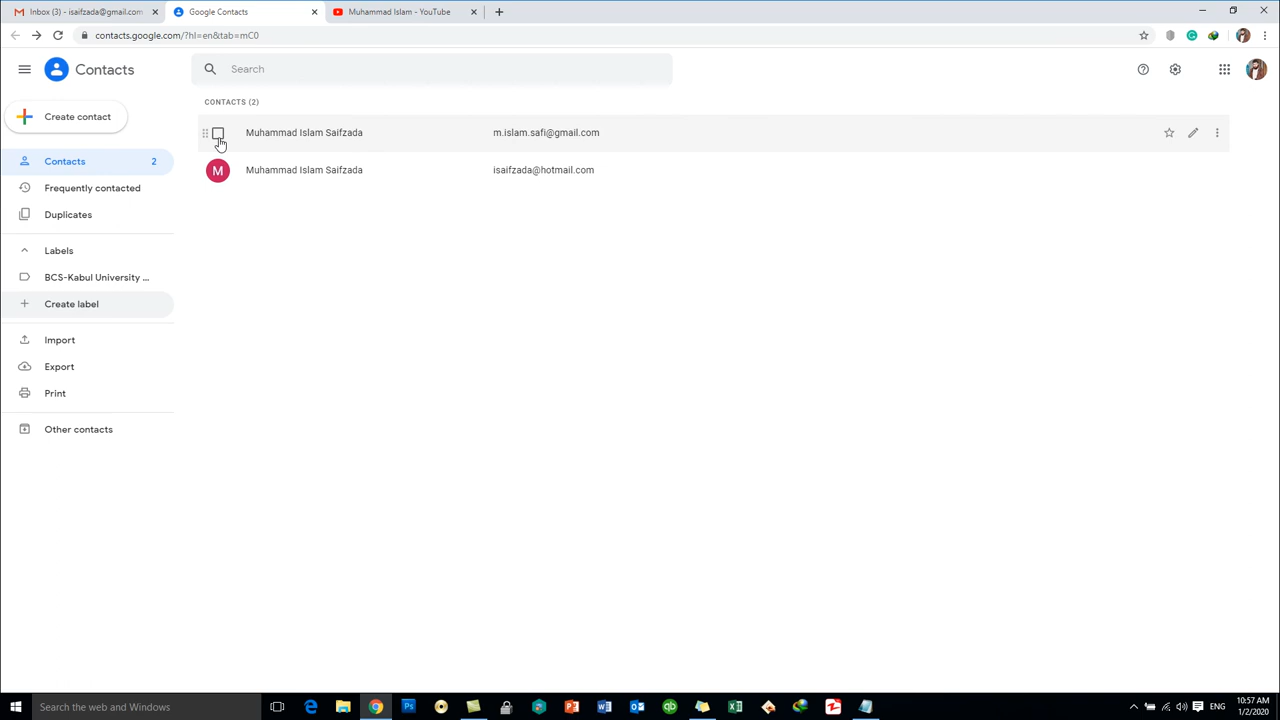 Inbox (3) - isaifzada@gmail.com
Google Contacts
Muhammad Islam - YouTube
contacts.google.com/?hl=en&tab=mC0
Contacts
Search
CONTACTS (2)
Create contact
Muhammad Islam Saifzada m.islam.safi@gmail.com
Contacts 2
M Muhammad Islam Saifzada isaifzada@hotmail.com
Frequently contacted
Duplicates
Labels
BCS-Kabul University ...
Create label
Import
Export
Print
Other contacts
Search the web and Windows
ENG
10:57 AM
1/2/2020